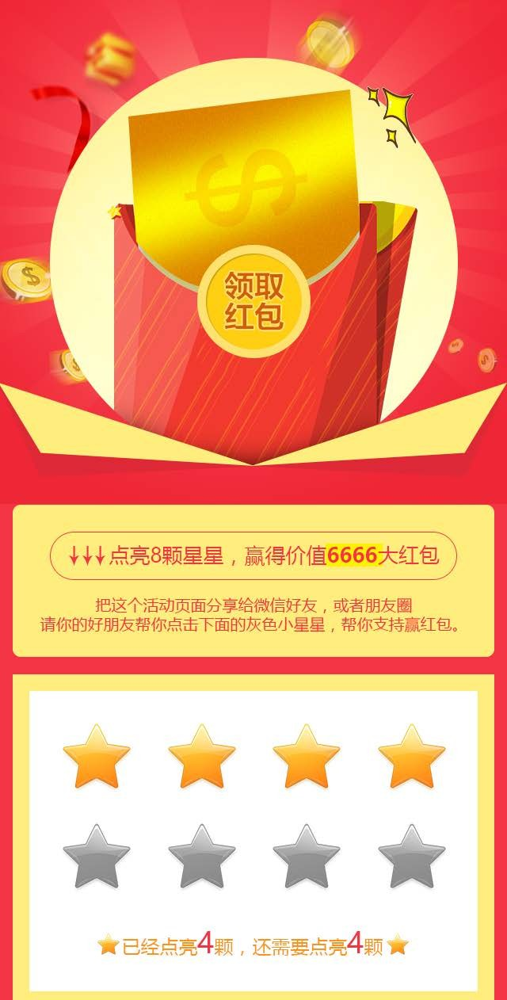 领取
红包
↓↓↓点亮8颗星星，赢得价值6666大红包
把这个活动页面分享给微信好友，或者朋友圈
请你的好朋友帮你点击下面的灰色小星星，帮你支持赢红包。
已经点亮4颗，还需要点亮4颗